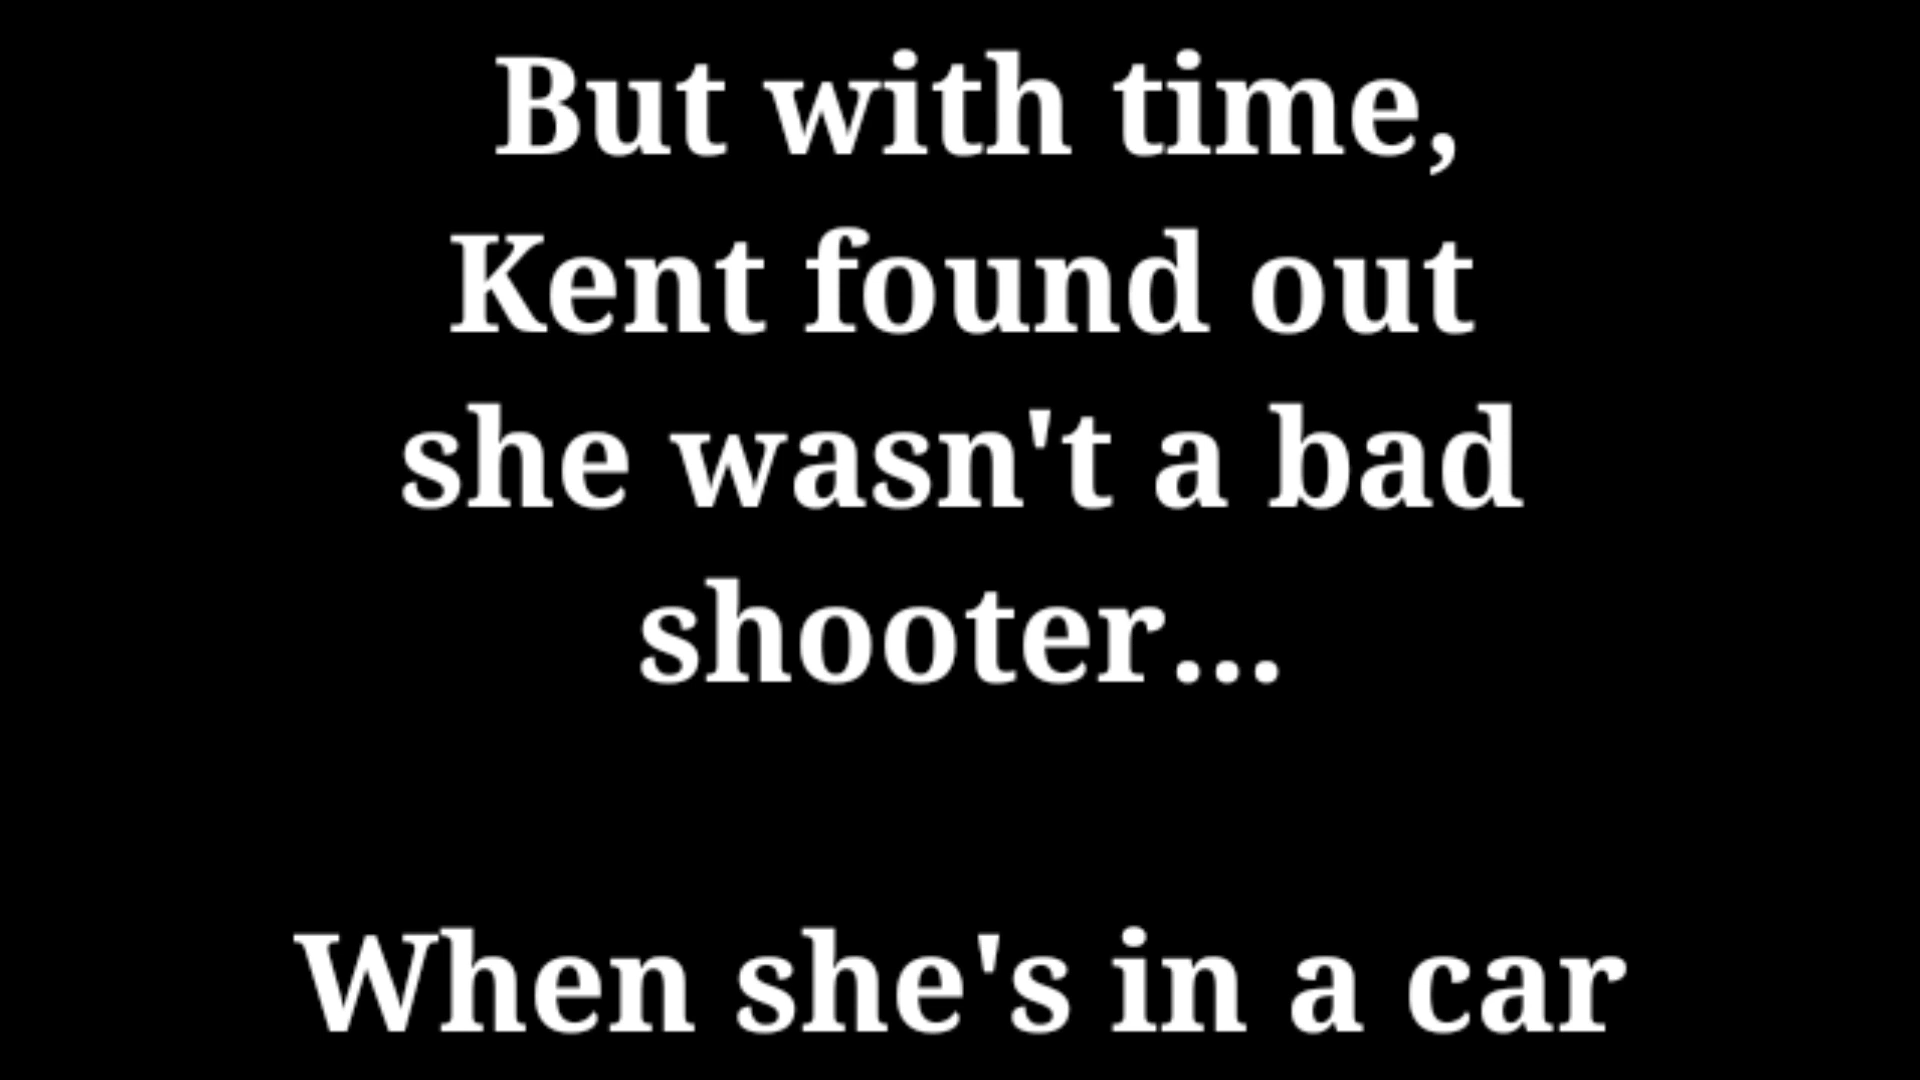 But with time,
Kent found out
she wasn't a bad
shooter...
When she's in a car